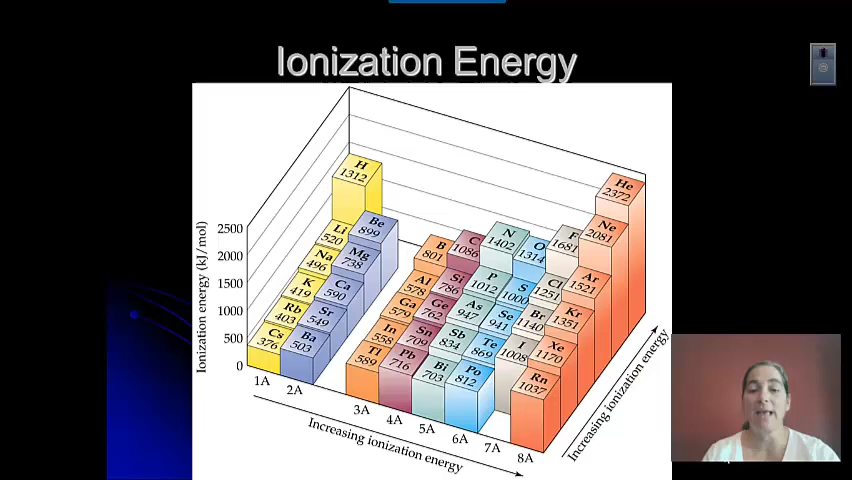 Ionization Energy
Ionization energy (kJ/mol)
2500
2000
1500
1000
500
0
H
1312
Li
520
Na
496
K
419
Rb
403
Cs
376
Be
899
Mg
738
Ca
590
Sr
549
Ba
503
B
801
Al
578
Ga
579
In
558
Tl
589
C
1086
Si
786
Ge
762
Sn
709
Pb
716
N
1402
P
1012
As
947
Sb
834
Bi
703
O
1314
S
1000
Se
941
Te
869
Po
812
F
1681
Cl
1251
Br
1140
I
1008
He
2372
Ne
2081
Ar
1521
Kr
1351
Xe
1170
Rn
1037
1A
2A
3A
4A
5A
6A
7A
8A
Increasing ionization energy
Increasing ionization energy